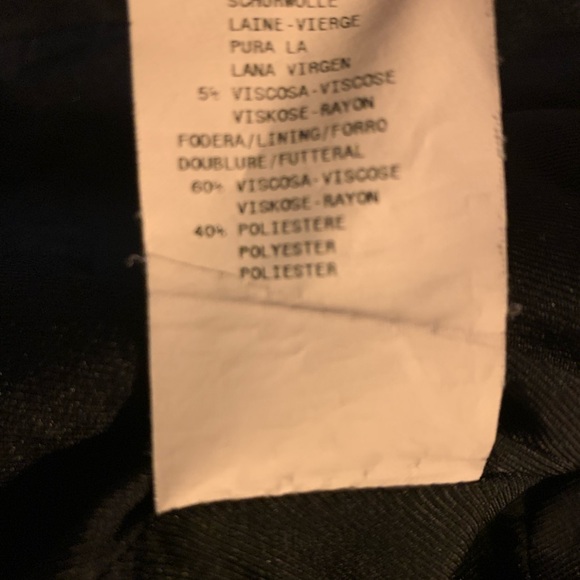 SCHURWOLLE
LAINE-VIERGE
PURA LA
LANA VIRGEN
5% VISCOSA-VISCOSE
VISKOSE-RAYON
FODERA/LINING/FORRO
DOUBLURE/FUTTERAL
60% VISCOSA-VISCOSE
VISKOSE-RAYON
40% POLIESTERE
POLYESTER
POLIESTER